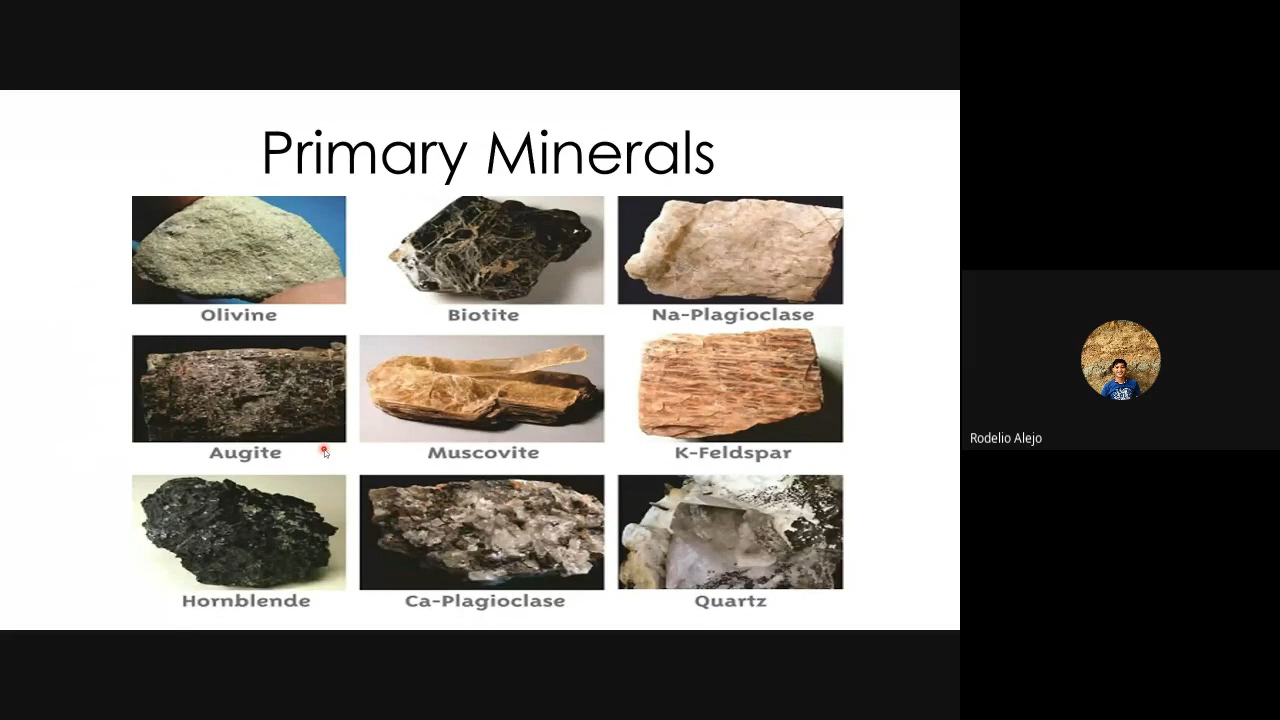 Primary Minerals
Olivine
Biotite
Na-Plagioclase
Augite
Muscovite
K-Feldspar
Hornblende
Ca-Plagioclase
Quartz
Rodelio Alejo